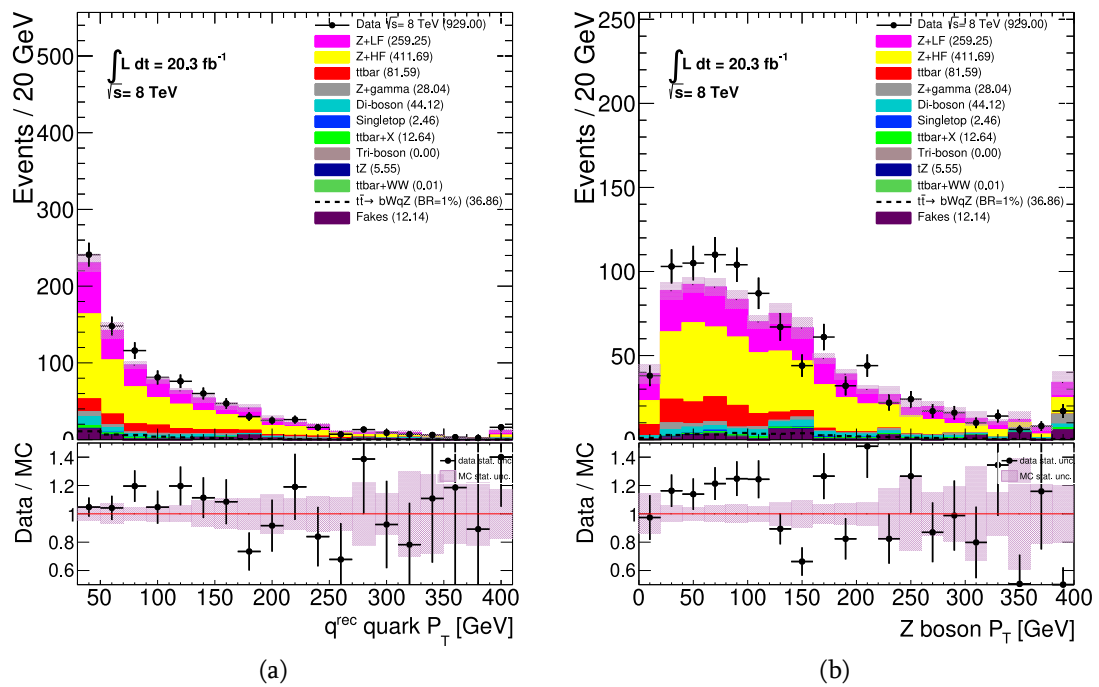 Events / 20 GeV
500
400
300
200
100
0
∫ L dt = 20.3 fb⁻¹
√s= 8 TeV
Data √s= 8 TeV (929.00)
Z+LF (259.25)
Z+HF (411.69)
ttbar (81.59)
Z+gamma (28.04)
Di-boson (44.12)
Singletop (2.46)
ttbar+X (12.64)
Tri-boson (0.00)
tZ (5.55)
ttbar+WW (0.01)
tt̄→ bWqZ (BR=1%) (36.86)
Fakes (12.14)
Data / MC
1.4
1.2
1
0.8
0.6
data stat. unc.
MC stat. unc.
50 100 150 200 250 300 350 400
q^rec quark P_T [GeV]
(a)
Events / 20 GeV
250
200
150
100
50
0
∫ L dt = 20.3 fb⁻¹
√s= 8 TeV
Data √s= 8 TeV (929.00)
Z+LF (259.25)
Z+HF (411.69)
ttbar (81.59)
Z+gamma (28.04)
Di-boson (44.12)
Singletop (2.46)
ttbar+X (12.64)
Tri-boson (0.00)
tZ (5.55)
ttbar+WW (0.01)
tt̄→ bWqZ (BR=1%) (36.86)
Fakes (12.14)
Data / MC
1.4
1.2
1
0.8
0.6
data stat. unc.
MC stat. unc.
0 50 100 150 200 250 300 350 400
Z boson P_T [GeV]
(b)